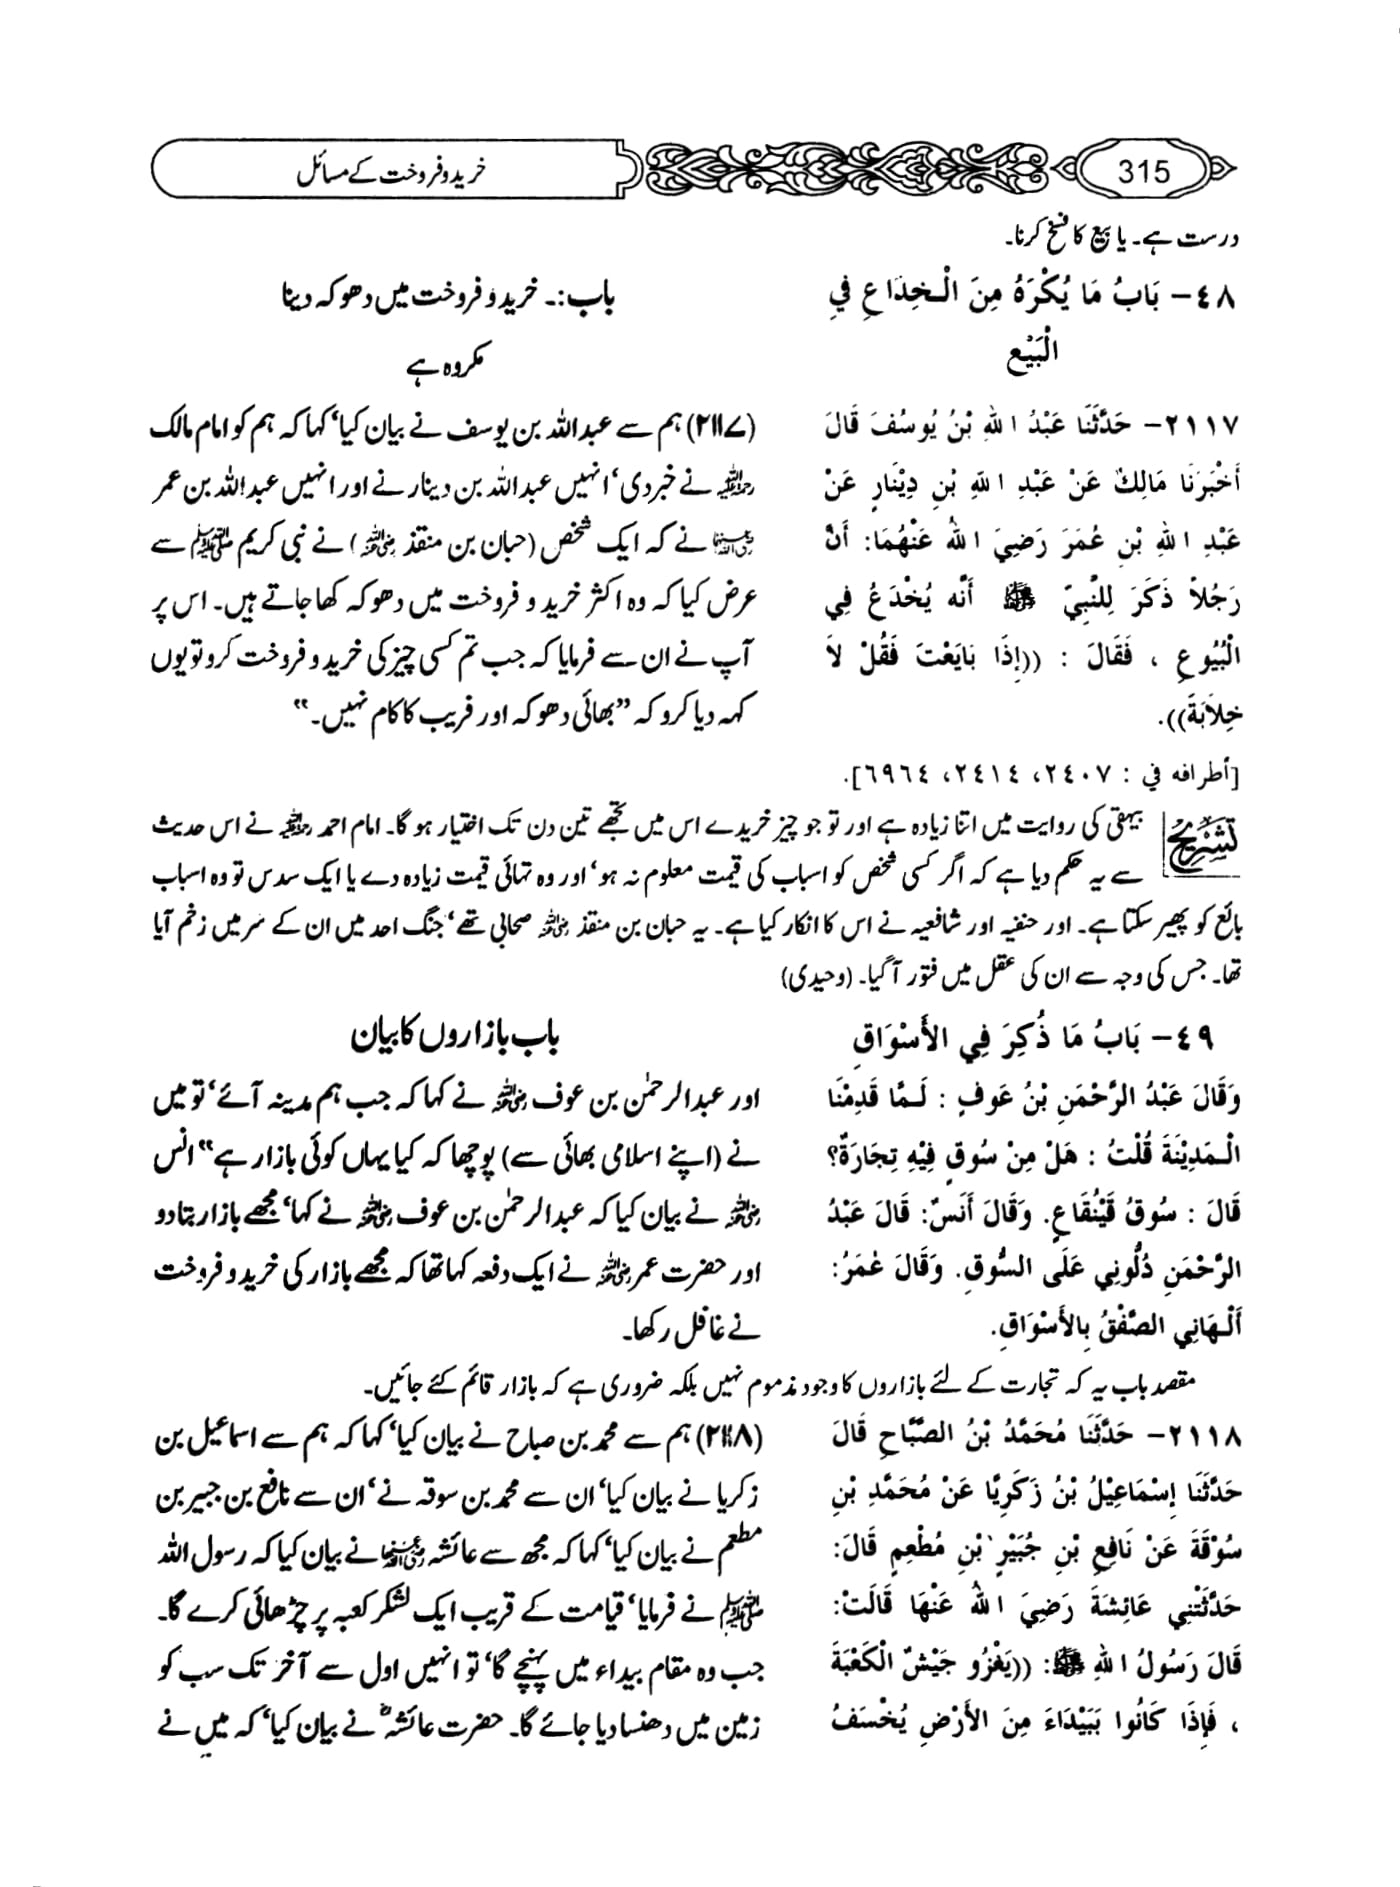 315
خرید و فروخت کے مسائل
درست ہے۔ یا بیع کا فسخ کرنا۔
٤٨- بَابُ مَا يُكْرَهُ مِنَ الْـخِدَاعِ فِي
الْبَيْعِ
باب:۔ خرید و فروخت میں دھوکہ دینا
مکروہ ہے
٢١١٧- حَدَّثَنَا عَبْدُ اللهِ بْنُ يُوسُفَ قَالَ
أَخْبَرَنَا مَالِكٌ عَنْ عَبْدِ اللهِ بْنِ دِيْنَارٍ عَنْ
عَبْدِ اللهِ بْنِ عُمَرَ رَضِيَ اللهُ عَنْهُمَا: أَنَّ
رَجُلاً ذَكَرَ لِلنَّبِيِّ ﷺ أَنَّه يُخْدَعُ فِي
الْبُيُوعِ ، فَقَالَ : ((إِذَا بَايَعْتَ فَقُلْ لاَ
خِلاَبَةَ)).
[أطرافه في : ٢٤٠٧، ٢٤١٤، ٦٩٦٤].
(۲۱۱۷) ہم سے عبداللہ بن یوسف نے بیان کیا‘ کہا کہ ہم کو امام مالک
رحمہ اللہ نے خبر دی‘ انہیں عبداللہ بن دینار نے اور انہیں عبداللہ بن عمر
رضی اللہ عنہما نے کہ ایک شخص (حبان بن منقذ رضی اللہ عنہ) نے نبی کریم ﷺ سے
عرض کیا کہ وہ اکثر خرید و فروخت میں دھوکہ کھا جاتے ہیں۔ اس پر
آپ نے ان سے فرمایا کہ جب تم کسی چیز کی خرید و فروخت کرو تو یوں
کہہ دیا کرو کہ ”بھائی دھوکہ اور فریب کا کام نہیں۔“
تشریح
بیہقی کی روایت میں اتنا زیادہ ہے اور تو جو چیز خریدے اس میں تجھے تین دن تک اختیار ہو گا۔ امام احمد رحمہ اللہ نے اس حدیث
سے یہ حکم دیا ہے کہ اگر کسی شخص کو اسباب کی قیمت معلوم نہ ہو‘ اور وہ تہائی قیمت زیادہ دے یا ایک سدس تو وہ اسباب
بائع کو پھیر سکتا ہے۔ اور حنفیہ اور شافعیہ نے اس کا انکار کیا ہے۔ یہ حبان بن منقذ رضی اللہ عنہ صحابی تھے‘ جنگ احد میں ان کے سر میں زخم آیا
تھا۔ جس کی وجہ سے ان کی عقل میں فتور آ گیا۔ (وحیدی)
٤٩- بَابُ مَا ذُكِرَ فِي الأَسْوَاقِ
وَقَالَ عَبْدُ الرَّحْمَنِ بْنُ عَوفٍ : لَـمَّا قَدِمْنَا
الْـمَدِيْنَةَ قُلْتُ : هَلْ مِنْ سُوقٍ فِيْهِ تِجَارَةٌ؟
قَالَ : سُوقُ قَيْنُقَاعٍ. وَقَالَ أَنَسٌ: قَالَ عَبْدُ
الرَّحْمَنِ دُلُّونِي عَلَى السُّوقِ. وَقَالَ عُمَرُ:
أَلْـهَانِي الصَّفْقُ بِالأَسْوَاقِ.
باب بازاروں کا بیان
اور عبدالرحمٰن بن عوف رضی اللہ عنہ نے کہا کہ جب ہم مدینہ آئے‘ تو میں
نے (اپنے اسلامی بھائی سے) پوچھا کہ کیا یہاں کوئی بازار ہے“ انس
رضی اللہ عنہ نے بیان کیا کہ عبدالرحمٰن بن عوف رضی اللہ عنہ نے کہا‘ مجھے بازار بتا دو
اور حضرت عمر رضی اللہ عنہ نے ایک دفعہ کہا تھا کہ مجھے بازار کی خرید و فروخت
نے غافل رکھا۔
مقصد باب یہ کہ تجارت کے لئے بازاروں کا وجود مذموم نہیں بلکہ ضروری ہے کہ بازار قائم کئے جائیں۔
٢١١٨- حَدَّثَنَا مُحَمَّدُ بْنُ الصَّبَّاحِ قَالَ
حَدَّثَنَا إِسْمَاعِيْلُ بْنُ زَكَرِيَّا عَنْ مُحَمَّدِ بْنِ
سُوْقَةَ عَنْ نَافِعِ بْنِ جُبَيْرِ بْنِ مُطْعِمٍ قَالَ:
حَدَّثَتْنِي عَائِشَةَ رَضِيَ اللهُ عَنْهَا قَالَتْ:
قَالَ رَسُولُ اللهِ ﷺ: ((يَغْزُو جَيْشٌ الْكَعْبَةَ
، فَإِذَا كَانُوا بَبَيْدَاءَ مِنَ الأَرْضِ يُخْسَفُ
(۲۱۱۸) ہم سے محمد بن صباح نے بیان کیا‘ کہا کہ ہم سے اسماعیل بن
زکریا نے بیان کیا‘ ان سے محمد بن سوقہ نے‘ ان سے نافع بن جبیر بن
مطعم نے بیان کیا‘ کہا کہ مجھ سے عائشہ رضی اللہ عنہا نے بیان کیا کہ رسول اللہ
ﷺ نے فرمایا‘ قیامت کے قریب ایک لشکر کعبہ پر چڑھائی کرے گا۔
جب وہ مقام بیداء میں پہنچے گا‘ تو انہیں اول سے آخر تک سب کو
زمین میں دھنسا دیا جائے گا۔ حضرت عائشہؓ نے بیان کیا‘ کہ میں نے